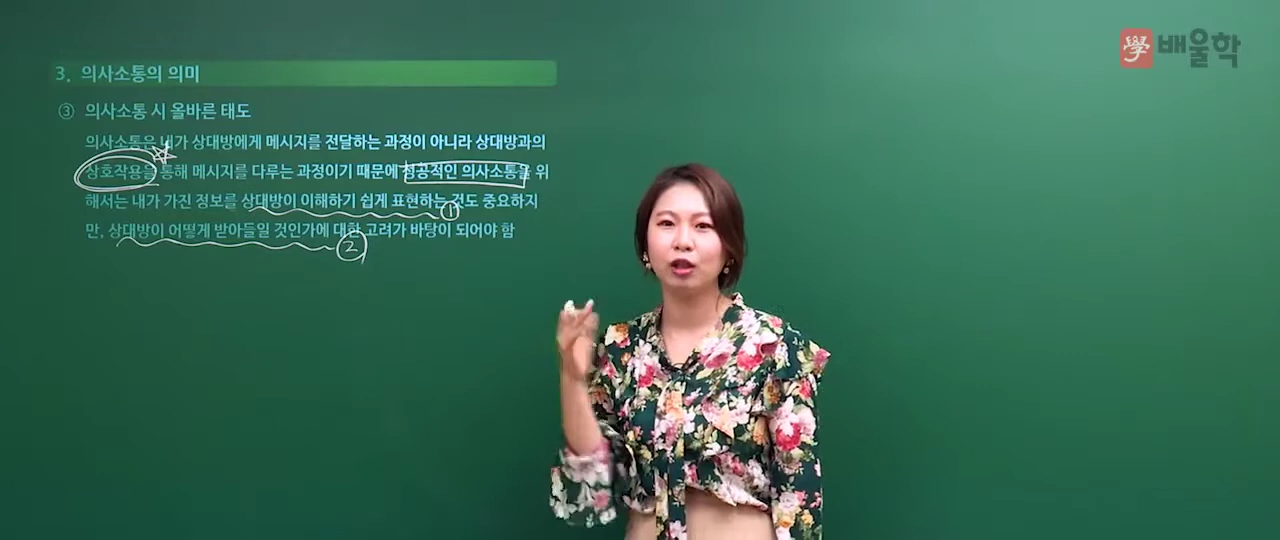 學 배울학
3. 의사소통의 의미
③ 의사소통 시 올바른 태도
의사소통은 내가 상대방에게 메시지를 전달하는 과정이 아니라 상대방과의
상호작용을 통해 메시지를 다루는 과정이기 때문에 성공적인 의사소통을 위
해서는 내가 가진 정보를 상대방이 이해하기 쉽게 표현하는 것도 중요하지
①
만, 상대방이 어떻게 받아들일 것인가에 대한 고려가 바탕이 되어야 함
②